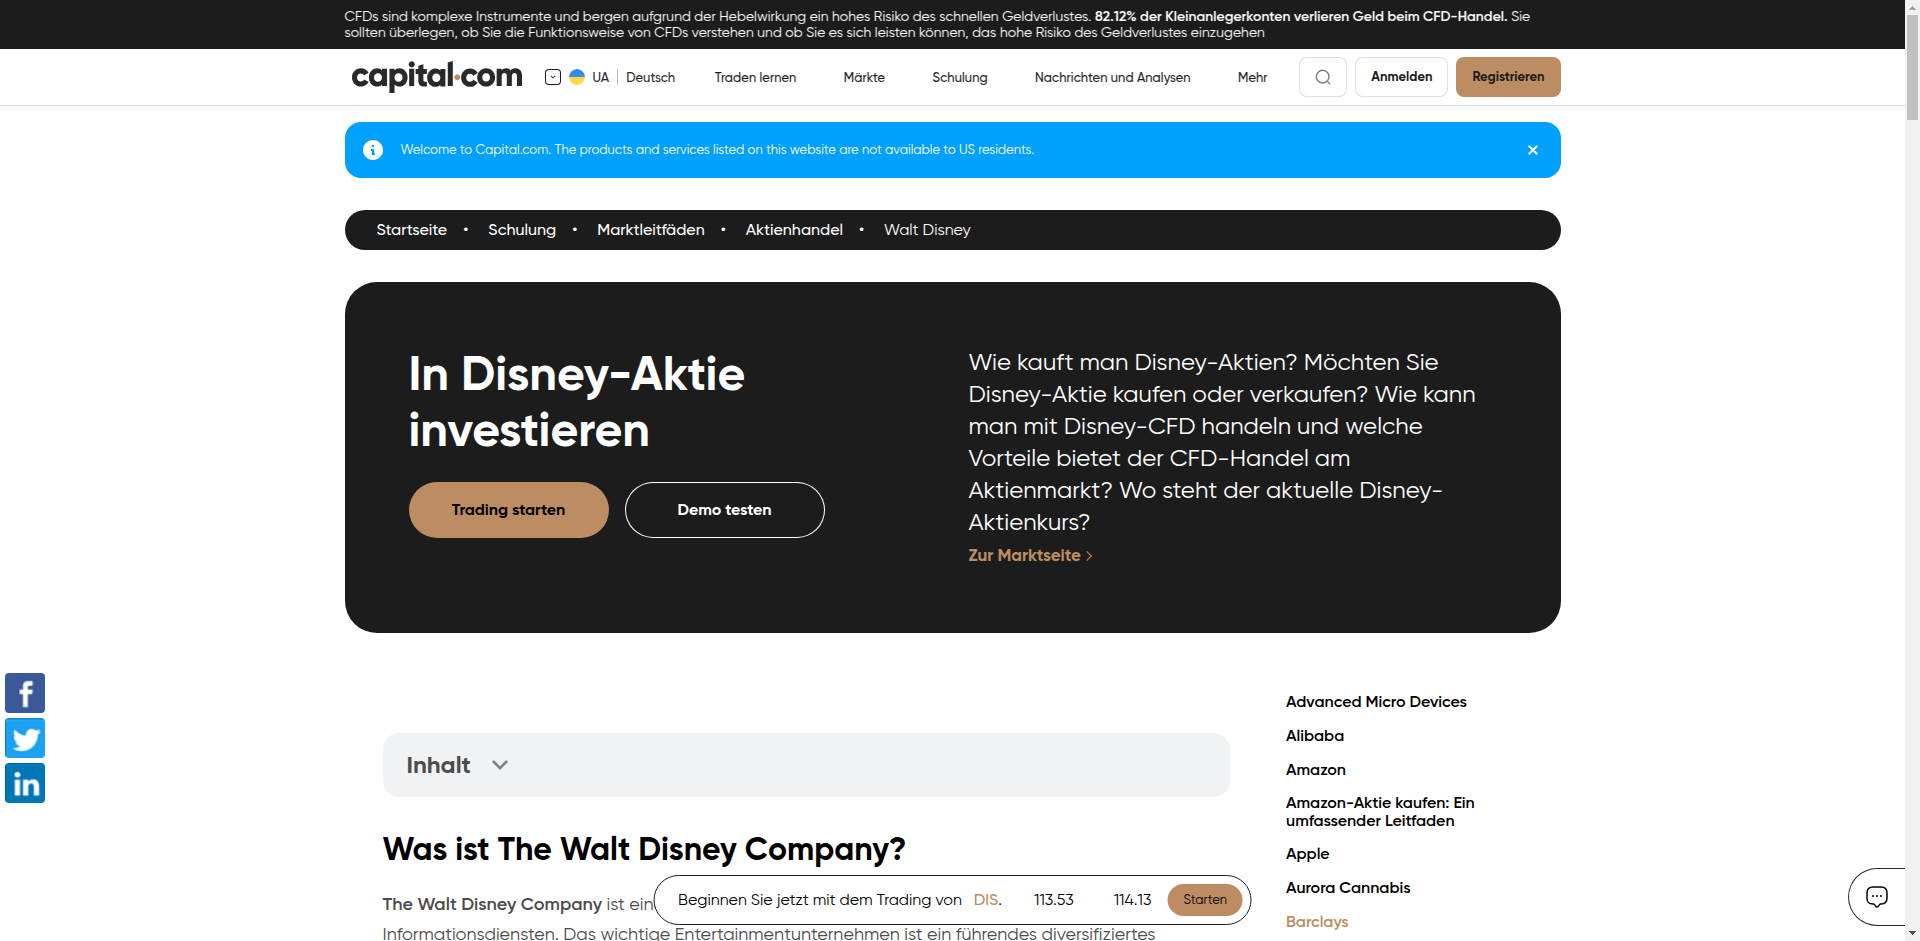 CFDs sind komplexe Instrumente und bergen aufgrund der Hebelwirkung ein hohes Risiko des schnellen Geldverlustes. 82.12% der Kleinanlegerkonten verlieren Geld beim CFD-Handel. Sie
sollten überlegen, ob Sie die Funktionsweise von CFDs verstehen und ob Sie es sich leisten können, das hohe Risiko des Geldverlustes einzugehen
capital.com UA Deutsch Traden lernen Märkte Schulung Nachrichten und Analysen Mehr Anmelden Registrieren
Welcome to Capital.com. The products and services listed on this website are not available to US residents.
Startseite • Schulung • Marktleitfäden • Aktienhandel • Walt Disney
In Disney-Aktie
investieren
Trading starten Demo testen
Wie kauft man Disney-Aktien? Möchten Sie
Disney-Aktie kaufen oder verkaufen? Wie kann
man mit Disney-CFD handeln und welche
Vorteile bietet der CFD-Handel am
Aktienmarkt? Wo steht der aktuelle Disney-
Aktienkurs?
Zur Marktseite
Inhalt
Was ist The Walt Disney Company?
The Walt Disney Company ist ein
Informationsdiensten. Das wichtige Entertainmentunternehmen ist ein führendes diversifiziertes
Beginnen Sie jetzt mit dem Trading von DIS. 113.53 114.13 Starten
Advanced Micro Devices
Alibaba
Amazon
Amazon-Aktie kaufen: Ein
umfassender Leitfaden
Apple
Aurora Cannabis
Barclays